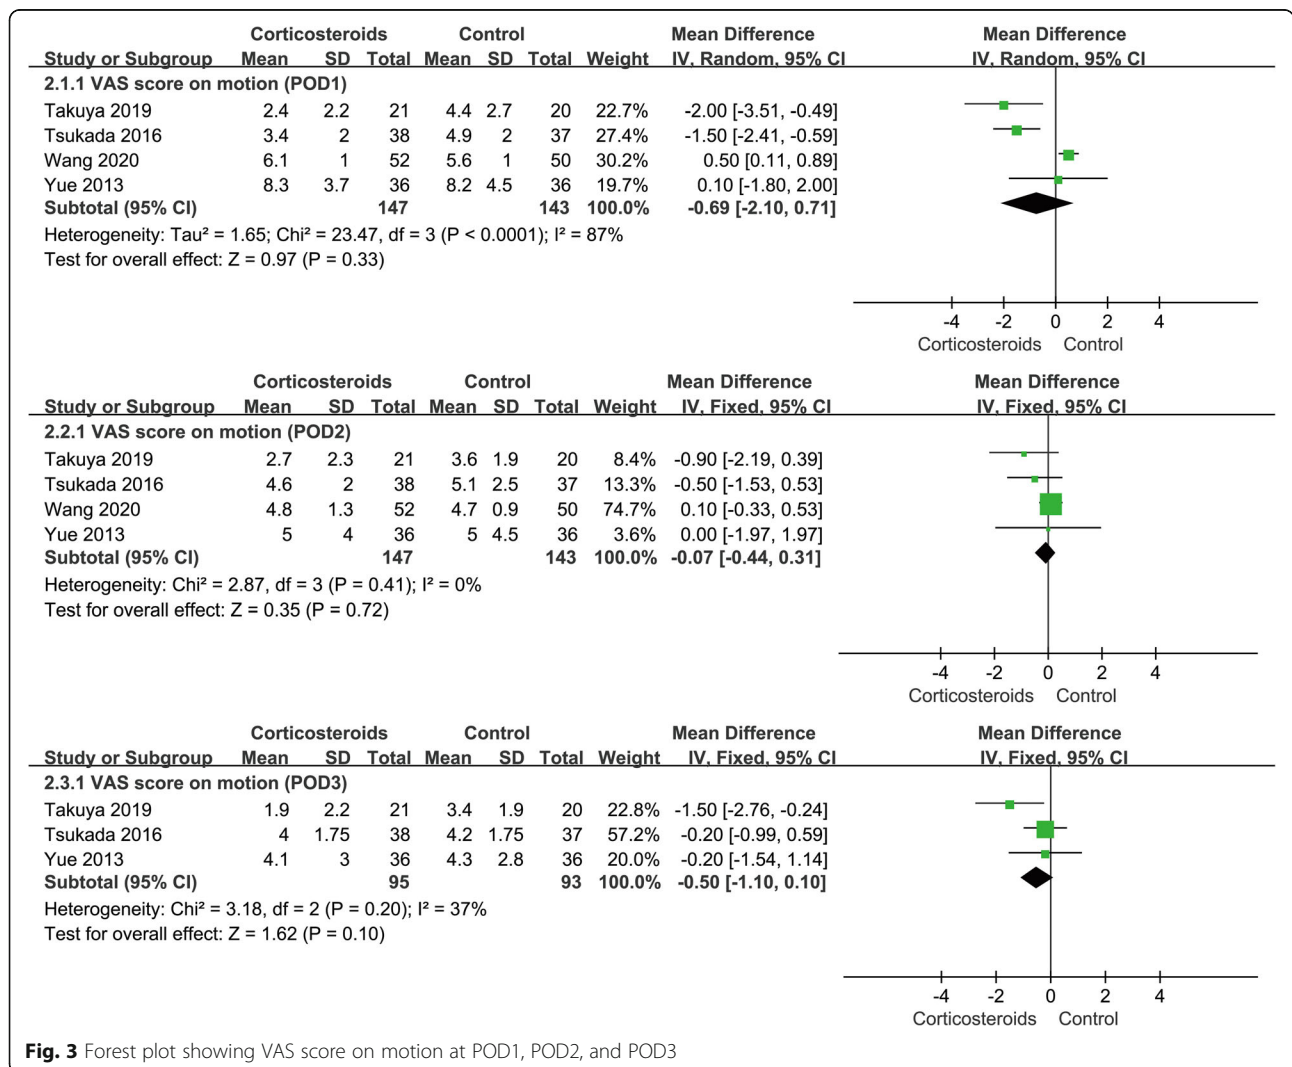 Corticosteroids Control Mean Difference Mean Difference
Study or Subgroup Mean SD Total Mean SD Total Weight IV, Random, 95% CI IV, Random, 95% CI
2.1.1 VAS score on motion (POD1)
Takuya 2019 2.4 2.2 21 4.4 2.7 20 22.7% -2.00 [-3.51, -0.49]
Tsukada 2016 3.4 2 38 4.9 2 37 27.4% -1.50 [-2.41, -0.59]
Wang 2020 6.1 1 52 5.6 1 50 30.2% 0.50 [0.11, 0.89]
Yue 2013 8.3 3.7 36 8.2 4.5 36 19.7% 0.10 [-1.80, 2.00]
Subtotal (95% CI) 147 143 100.0% -0.69 [-2.10, 0.71]
Heterogeneity: Tau² = 1.65; Chi² = 23.47, df = 3 (P < 0.0001); I² = 87%
Test for overall effect: Z = 0.97 (P = 0.33)
-4 -2 0 2 4
Corticosteroids Control
Corticosteroids Control Mean Difference Mean Difference
Study or Subgroup Mean SD Total Mean SD Total Weight IV, Fixed, 95% CI IV, Fixed, 95% CI
2.2.1 VAS score on motion (POD2)
Takuya 2019 2.7 2.3 21 3.6 1.9 20 8.4% -0.90 [-2.19, 0.39]
Tsukada 2016 4.6 2 38 5.1 2.5 37 13.3% -0.50 [-1.53, 0.53]
Wang 2020 4.8 1.3 52 4.7 0.9 50 74.7% 0.10 [-0.33, 0.53]
Yue 2013 5 4 36 5 4.5 36 3.6% 0.00 [-1.97, 1.97]
Subtotal (95% CI) 147 143 100.0% -0.07 [-0.44, 0.31]
Heterogeneity: Chi² = 2.87, df = 3 (P = 0.41); I² = 0%
Test for overall effect: Z = 0.35 (P = 0.72)
-4 -2 0 2 4
Corticosteroids Control
Corticosteroids Control Mean Difference Mean Difference
Study or Subgroup Mean SD Total Mean SD Total Weight IV, Fixed, 95% CI IV, Fixed, 95% CI
2.3.1 VAS score on motion (POD3)
Takuya 2019 1.9 2.2 21 3.4 1.9 20 22.8% -1.50 [-2.76, -0.24]
Tsukada 2016 4 1.75 38 4.2 1.75 37 57.2% -0.20 [-0.99, 0.59]
Yue 2013 4.1 3 36 4.3 2.8 36 20.0% -0.20 [-1.54, 1.14]
Subtotal (95% CI) 95 93 100.0% -0.50 [-1.10, 0.10]
Heterogeneity: Chi² = 3.18, df = 2 (P = 0.20); I² = 37%
Test for overall effect: Z = 1.62 (P = 0.10)
-4 -2 0 2 4
Corticosteroids Control
Fig. 3 Forest plot showing VAS score on motion at POD1, POD2, and POD3